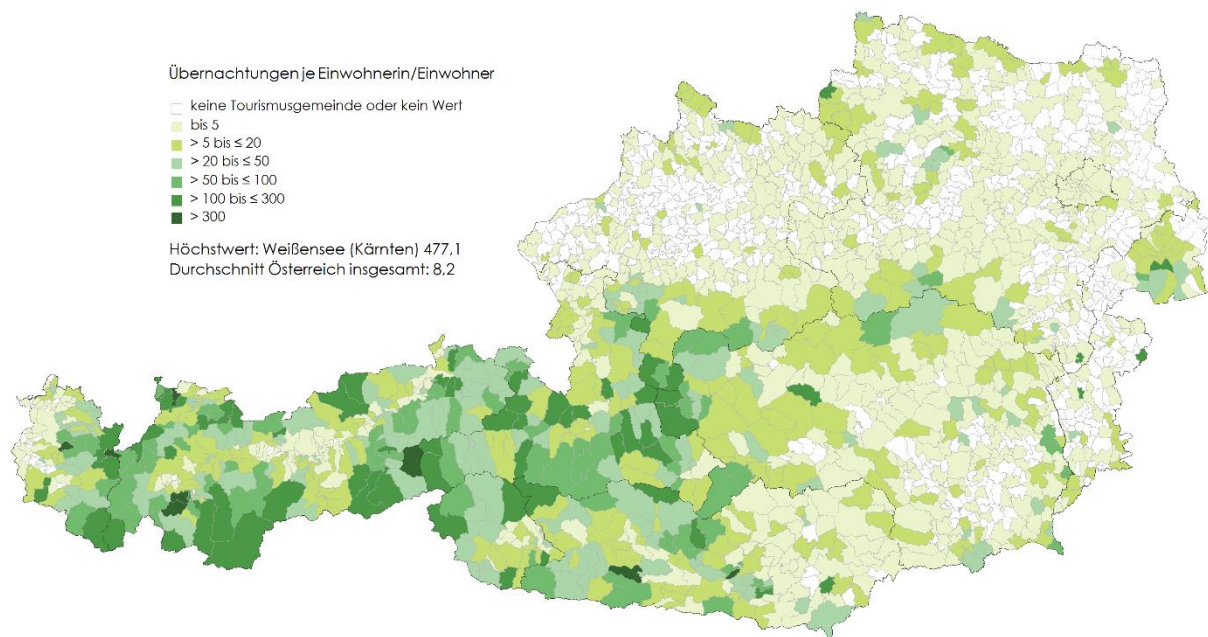 Übernachtungen je Einwohnerin/Einwohner
keine Tourismusgemeinde oder kein Wert
bis 5
> 5 bis ≤ 20
> 20 bis ≤ 50
> 50 bis ≤ 100
> 100 bis ≤ 300
> 300
Höchstwert: Weißensee (Kärnten) 477,1
Durchschnitt Österreich insgesamt: 8,2